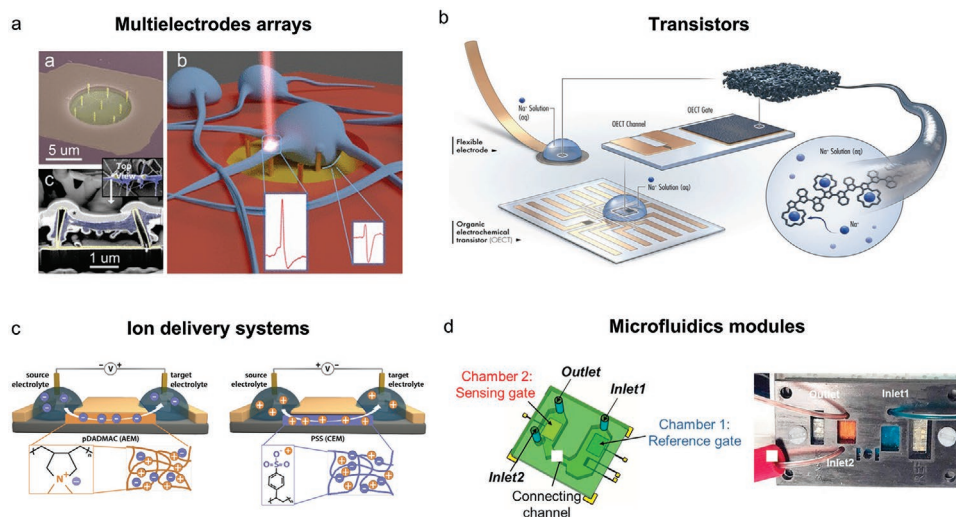 a
Multielectrodes arrays
a
5 um
b
Top
View
c
1 um
b
Transistors
Na⁺ Solution
(aq)
Flexible
electrode
OECT Channel
OECT Gate
Na⁺ Solution (aq)
Organic
electrochemical
transistor (OECT)
Na⁺ Solution (aq)
Na⁺
c
Ion delivery systems
source
electrolyte
- V +
target
electrolyte
pDADMAC (AEM)
n
N⁺
source
electrolyte
+ V -
target
electrolyte
PSS (CEM)
O⁻
O=S=O
n
d
Microfluidics modules
Chamber 2:
Sensing gate
Outlet
Inlet1
Chamber 1:
Reference gate
Inlet2
Connecting
channel
Outlet
Inlet1
Inlet2